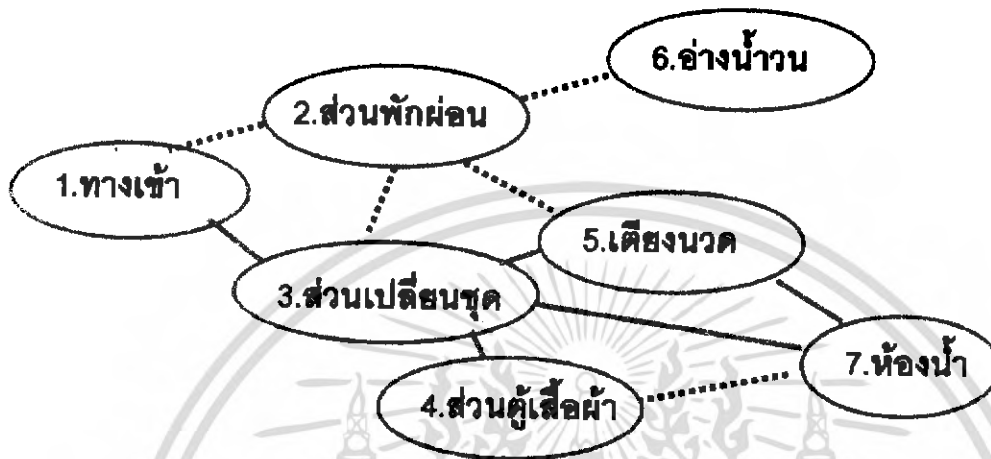 6.อ่างน้ำวน
2.ส่วนพักผ่อน
1.ทางเข้า
5.เตียงนวด
3.ส่วนเปลี่ยนชุด
7.ห้องน้ำ
4.ส่วนตู้เสื้อผ้า